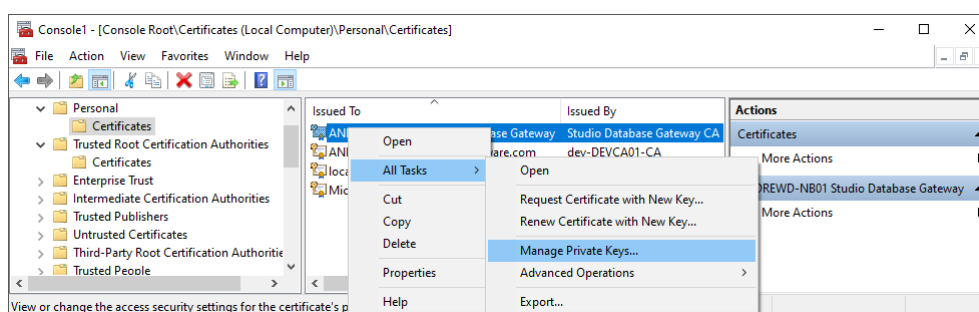 Console1 - [Console Root\Certificates (Local Computer)\Personal\Certificates]
File Action View Favorites Window Help
Personal
Certificates
Trusted Root Certification Authorities
Certificates
Enterprise Trust
Intermediate Certification Authorities
Trusted Publishers
Untrusted Certificates
Third-Party Root Certification Authoritie
Trusted People
Issued To Issued By
ase Gateway Studio Database Gateway CA
ware.com dev-DEVCA01-CA
loca
Mic
Open
All Tasks
Cut
Copy
Delete
Properties
Help
Open
Request Certificate with New Key...
Renew Certificate with New Key...
Manage Private Keys...
Advanced Operations
Export...
Actions
Certificates
More Actions
DREWD-NB01 Studio Database Gateway
More Actions
View or change the access security settings for the certificate's p